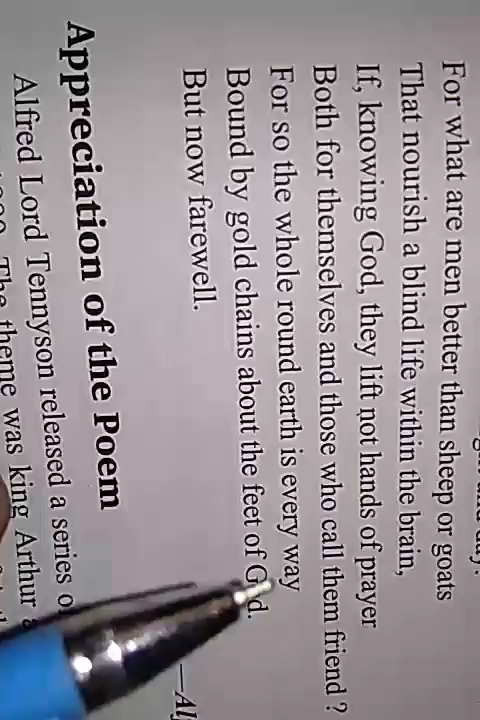 For what are men better than sheep or goats
That nourish a blind life within the brain,
If, knowing God, they lift not hands of prayer
Both for themselves and those who call them friend ?
For so the whole round earth is every way
Bound by gold chains about the feet of God.
But now farewell.
Appreciation of the Poem
Alfred Lord Tennyson released a series
The theme was king Arthur